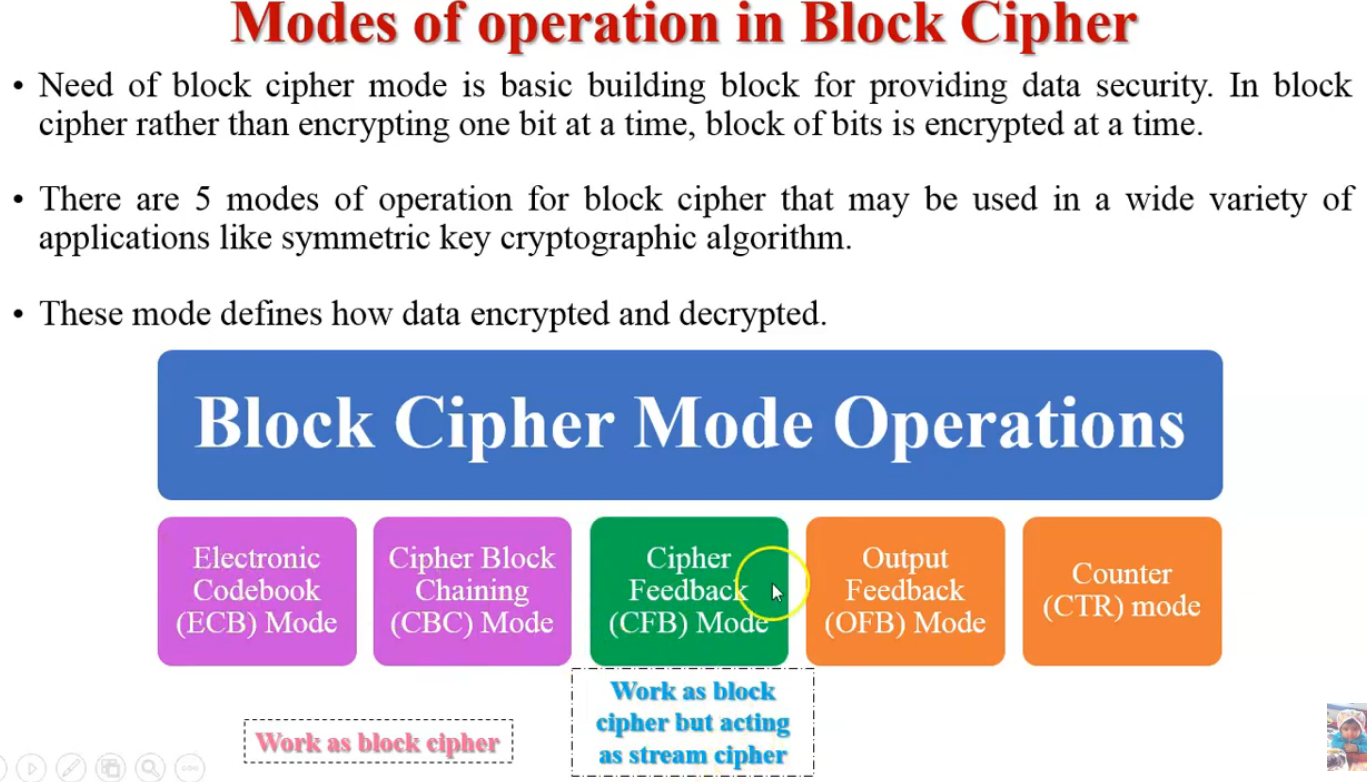 Modes of operation in Block Cipher
• Need of block cipher mode is basic building block for providing data security. In block
cipher rather than encrypting one bit at a time, block of bits is encrypted at a time.
• There are 5 modes of operation for block cipher that may be used in a wide variety of
applications like symmetric key cryptographic algorithm.
• These mode defines how data encrypted and decrypted.
Block Cipher Mode Operations
Electronic
Codebook
(ECB) Mode
Cipher Block
Chaining
(CBC) Mode
Cipher
Feedback
(CFB) Mode
Output
Feedback
(OFB) Mode
Counter
(CTR) mode
Work as block cipher
Work as block
cipher but acting
as stream cipher